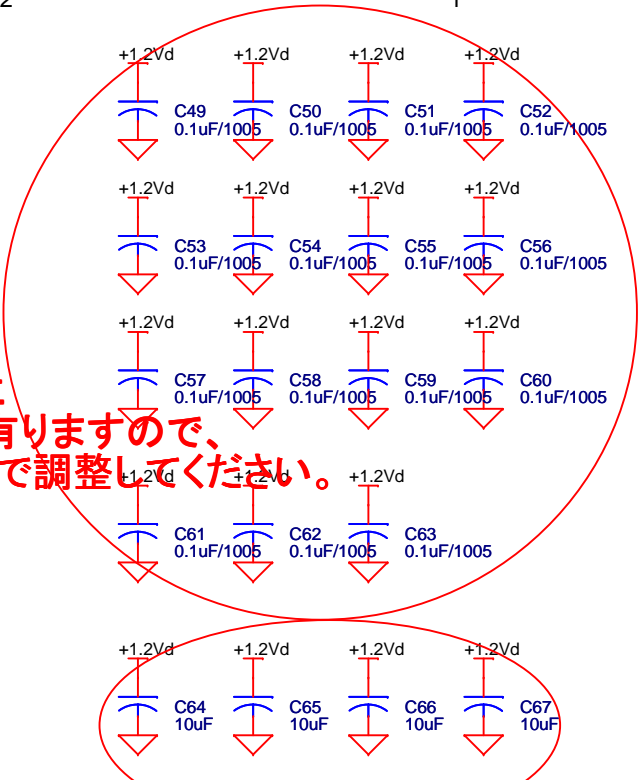 2 1
+1.2Vd +1.2Vd +1.2Vd +1.2Vd
C49 C50 C51 C52
0.1uF/1005 0.1uF/1005 0.1uF/1005 0.1uF/1005
+1.2Vd +1.2Vd +1.2Vd +1.2Vd
C53 C54 C55 C56
0.1uF/1005 0.1uF/1005 0.1uF/1005 0.1uF/1005
+1.2Vd +1.2Vd +1.2Vd +1.2Vd
C57 C58 C59 C60
0.1uF/1005 0.1uF/1005 0.1uF/1005 0.1uF/1005
有りますので、
で調整してください。
+1.2Vd +1.2Vd +1.2Vd
C61 C62 C63
0.1uF/1005 0.1uF/1005 0.1uF/1005
+1.2Vd +1.2Vd +1.2Vd +1.2Vd
C64 C65 C66 C67
10uF 10uF 10uF 10uF